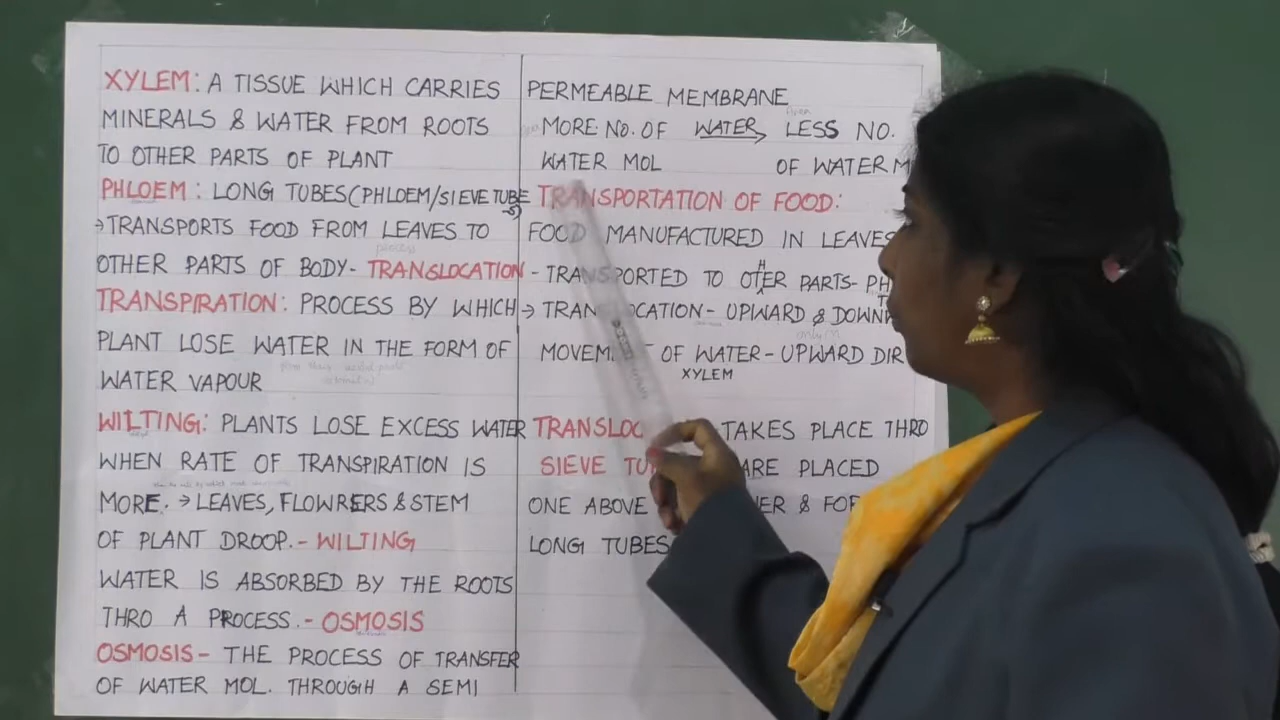 XYLEM: A TISSUE WHICH CARRIES
MINERALS & WATER FROM ROOTS
TO OTHER PARTS OF PLANT
PHLOEM: LONG TUBES(PHLOEM/SIEVE TUBE
S)
→TRANSPORTS FOOD FROM LEAVES TO
process
OTHER PARTS OF BODY- TRANSLOCATION
TRANSPIRATION: PROCESS BY WHICH
PLANT LOSE WATER IN THE FORM OF
WATER VAPOUR
WILTING: PLANTS LOSE EXCESS WATER
WHEN RATE OF TRANSPIRATION IS
MORE. → LEAVES, FLOWRERS & STEM
OF PLANT DROOP.- WILTING
WATER IS ABSORBED BY THE ROOTS
THRO A PROCESS.- OSMOSIS
OSMOSIS- THE PROCESS OF TRANSFER
OF WATER MOL. THROUGH A SEMI
PERMEABLE MEMBRANE
MORE NO. OF WATER → LESS NO.
WATER MOL OF WATER M
TRANSPORTATION OF FOOD:
FOOD MANUFACTURED IN LEAVES
- TRANSPORTED TO OTHER PARTS- PH
→ TRAN OCATION- UPWARD & DOWN
MOVEM OF WATER- UPWARD DIR
XYLEM
TRANSLOC TAKES PLACE THRO
SIEVE TU ARE PLACED
ONE ABOVE ER & FOR
LONG TUBES